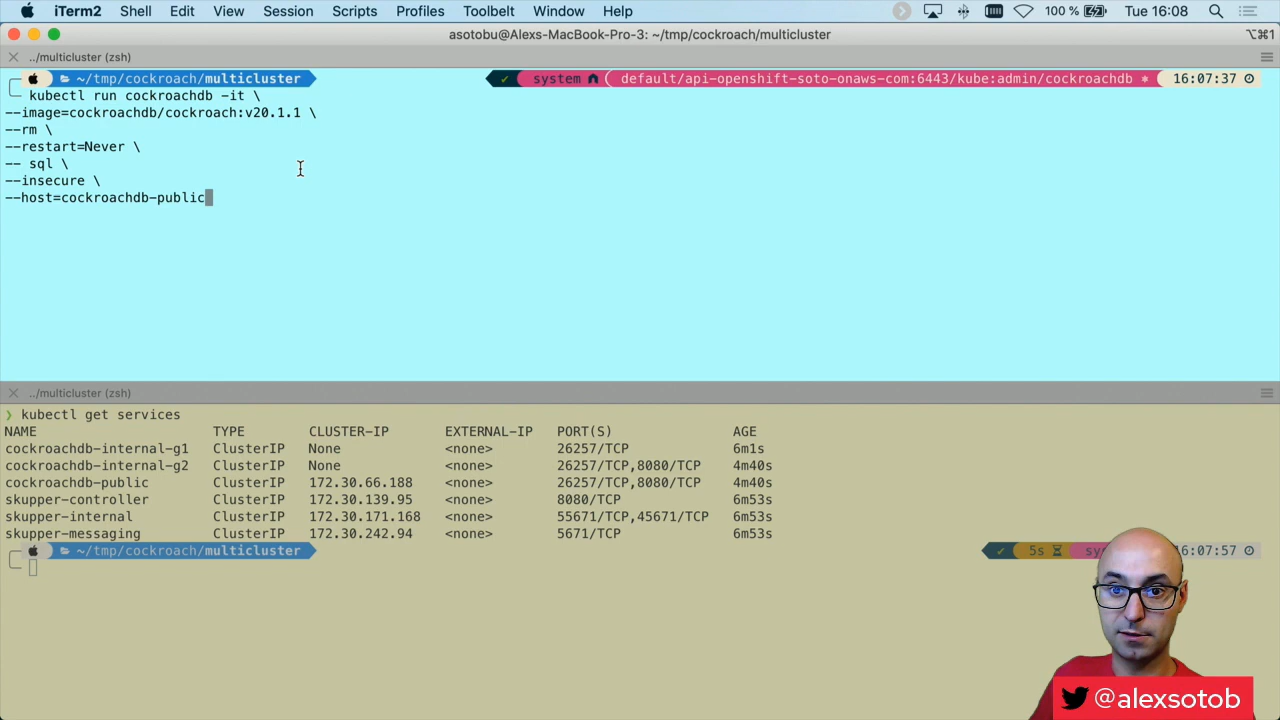 iTerm2 Shell Edit View Session Scripts Profiles Toolbelt Window Help 100 % Tue 16:08
asotobu@Alexs-MacBook-Pro-3: ~/tmp/cockroach/multicluster ⌥⌘1
../multicluster (zsh)
~/tmp/cockroach/multicluster ✓ system default/api-openshift-soto-onaws-com:6443/kube:admin/cockroachdb 16:07:37
kubectl run cockroachdb -it \
--image=cockroachdb/cockroach:v20.1.1 \
--rm \
--restart=Never \
-- sql \
--insecure \
--host=cockroachdb-public
../multicluster (zsh)
❯ kubectl get services
NAME TYPE CLUSTER-IP EXTERNAL-IP PORT(S) AGE
cockroachdb-internal-g1 ClusterIP None <none> 26257/TCP 6m1s
cockroachdb-internal-g2 ClusterIP None <none> 26257/TCP,8080/TCP 4m40s
cockroachdb-public ClusterIP 172.30.66.188 <none> 26257/TCP,8080/TCP 4m40s
skupper-controller ClusterIP 172.30.139.95 <none> 8080/TCP 6m53s
skupper-internal ClusterIP 172.30.171.168 <none> 55671/TCP,45671/TCP 6m53s
skupper-messaging ClusterIP 172.30.242.94 <none> 5671/TCP 6m53s
~/tmp/cockroach/multicluster ✓ 5s 16:07:57
@alexsotob